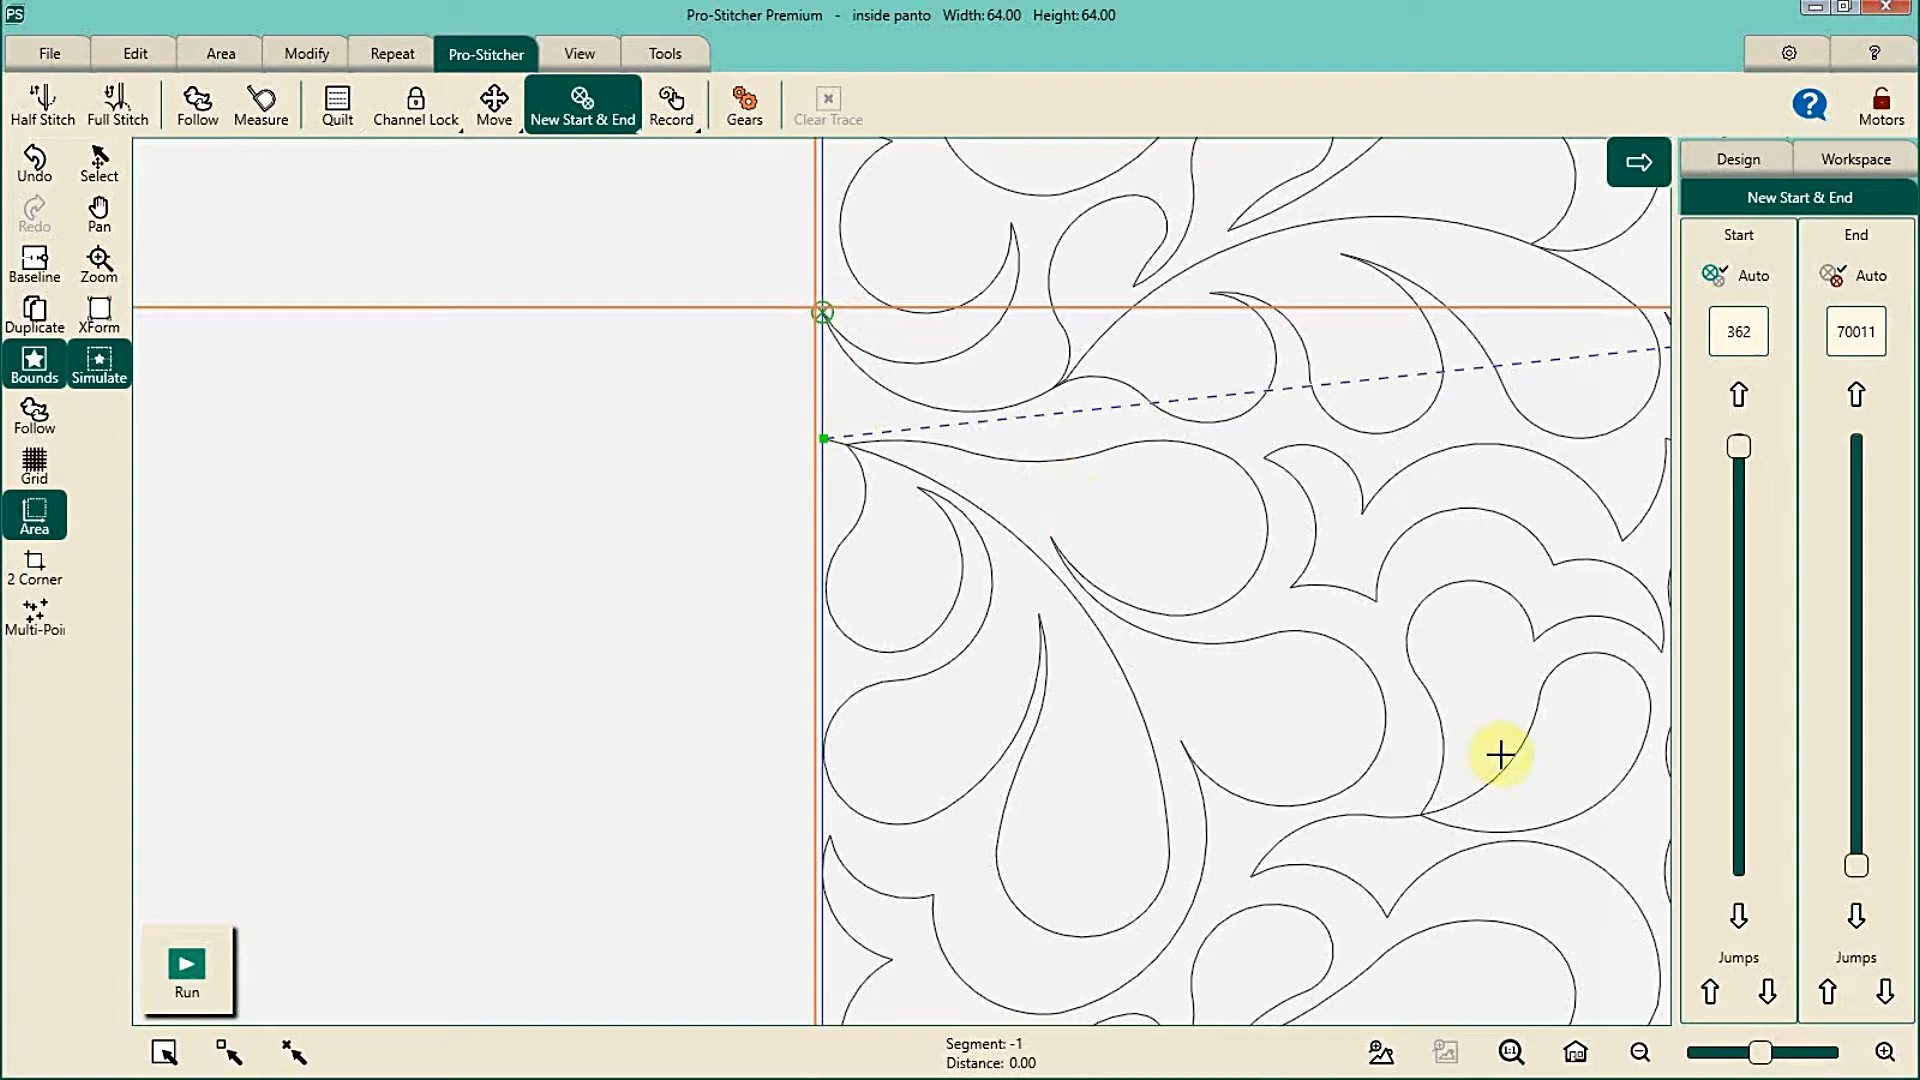 PS
Pro-Stitcher Premium - inside panto Width: 64.00 Height: 64.00
File Edit Area Modify Repeat Pro-Stitcher View Tools ?
Half Stitch Full Stitch Follow Measure Quilt Channel Lock Move New Start & End Record Gears Clear Trace ? Motors
Undo Select
Redo Pan
Baseline Zoom
Duplicate XForm
Bounds Simulate
Follow
Grid
Area
2 Corner
Multi-Poi
Run
Design Workspace
New Start & End
Start End
Auto Auto
362 70011
Jumps Jumps
Segment: -1
Distance: 0.00
1:1